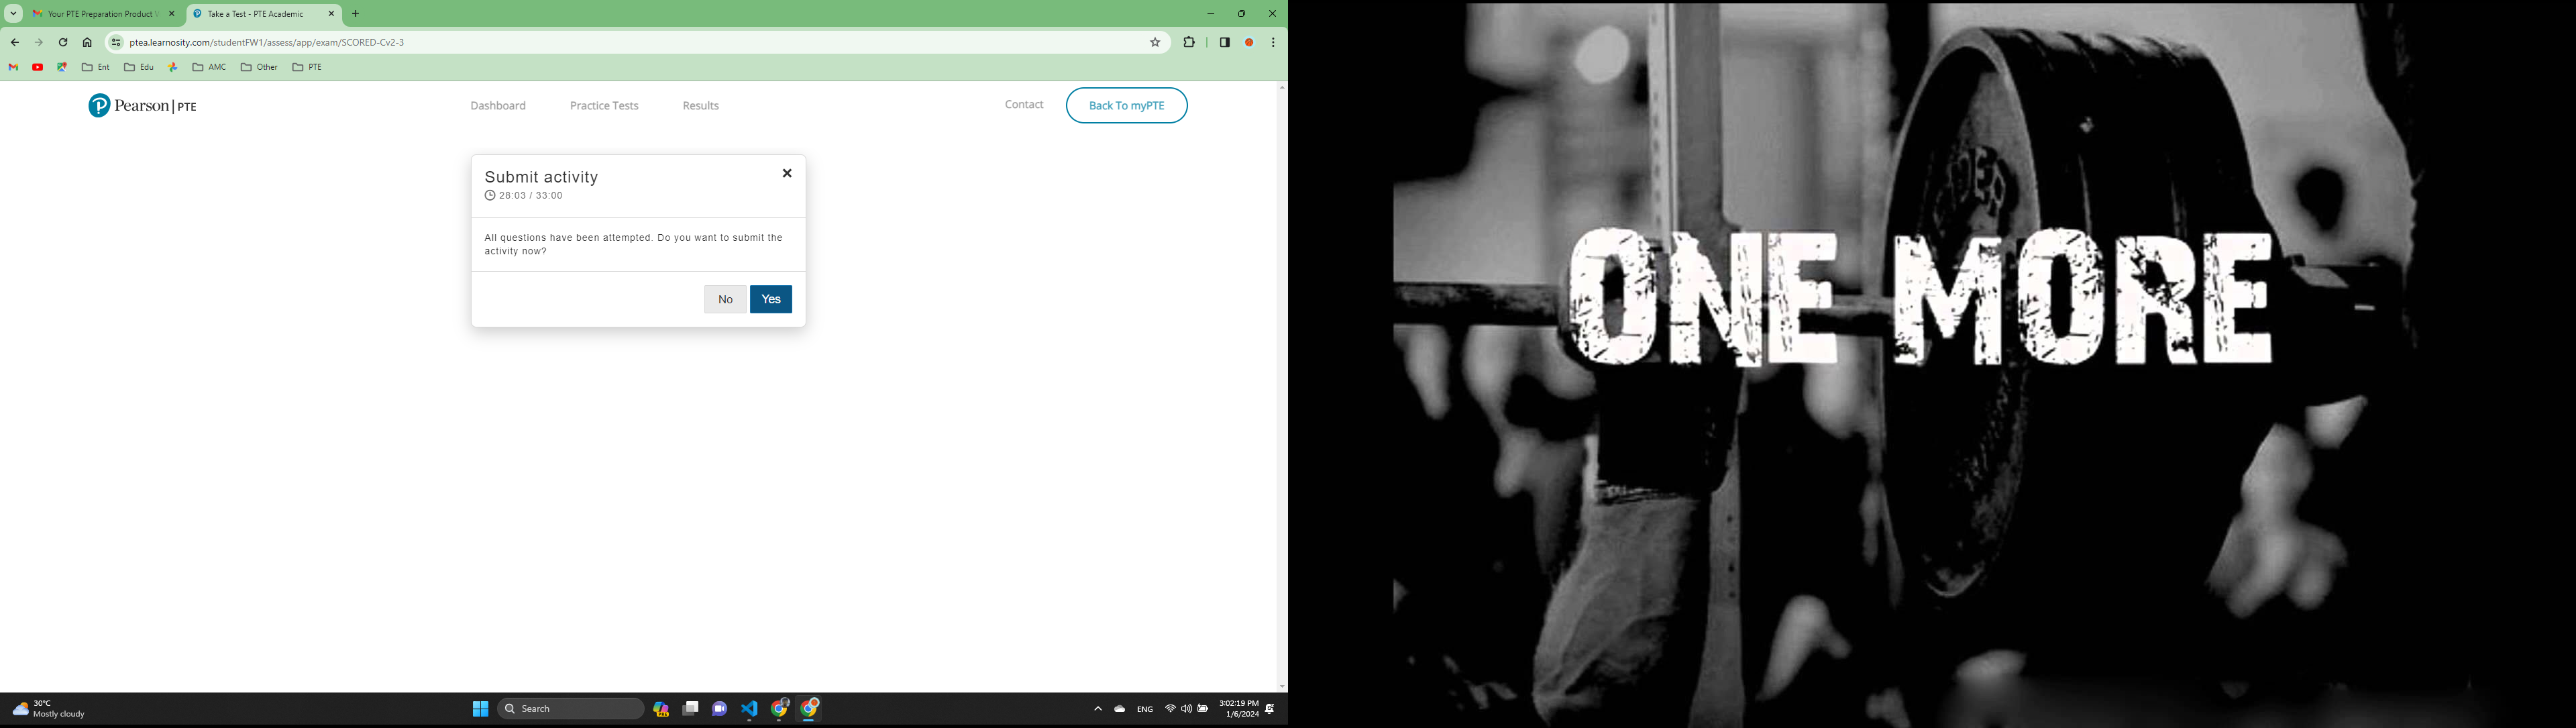 Your PTE Preparation Product V
Take a Test - PTE Academic
ptea.learnosity.com/studentFW1/assess/app/exam/SCORED-Cv2-3
Ent
Edu
AMC
Other
PTE
Pearson | PTE
Dashboard
Practice Tests
Results
Contact
Back To myPTE
Submit activity
28:03 / 33:00
All questions have been attempted. Do you want to submit the
activity now?
No
Yes
ONE MORE
30°C
Mostly cloudy
Search
ENG
3:02:19 PM
1/6/2024